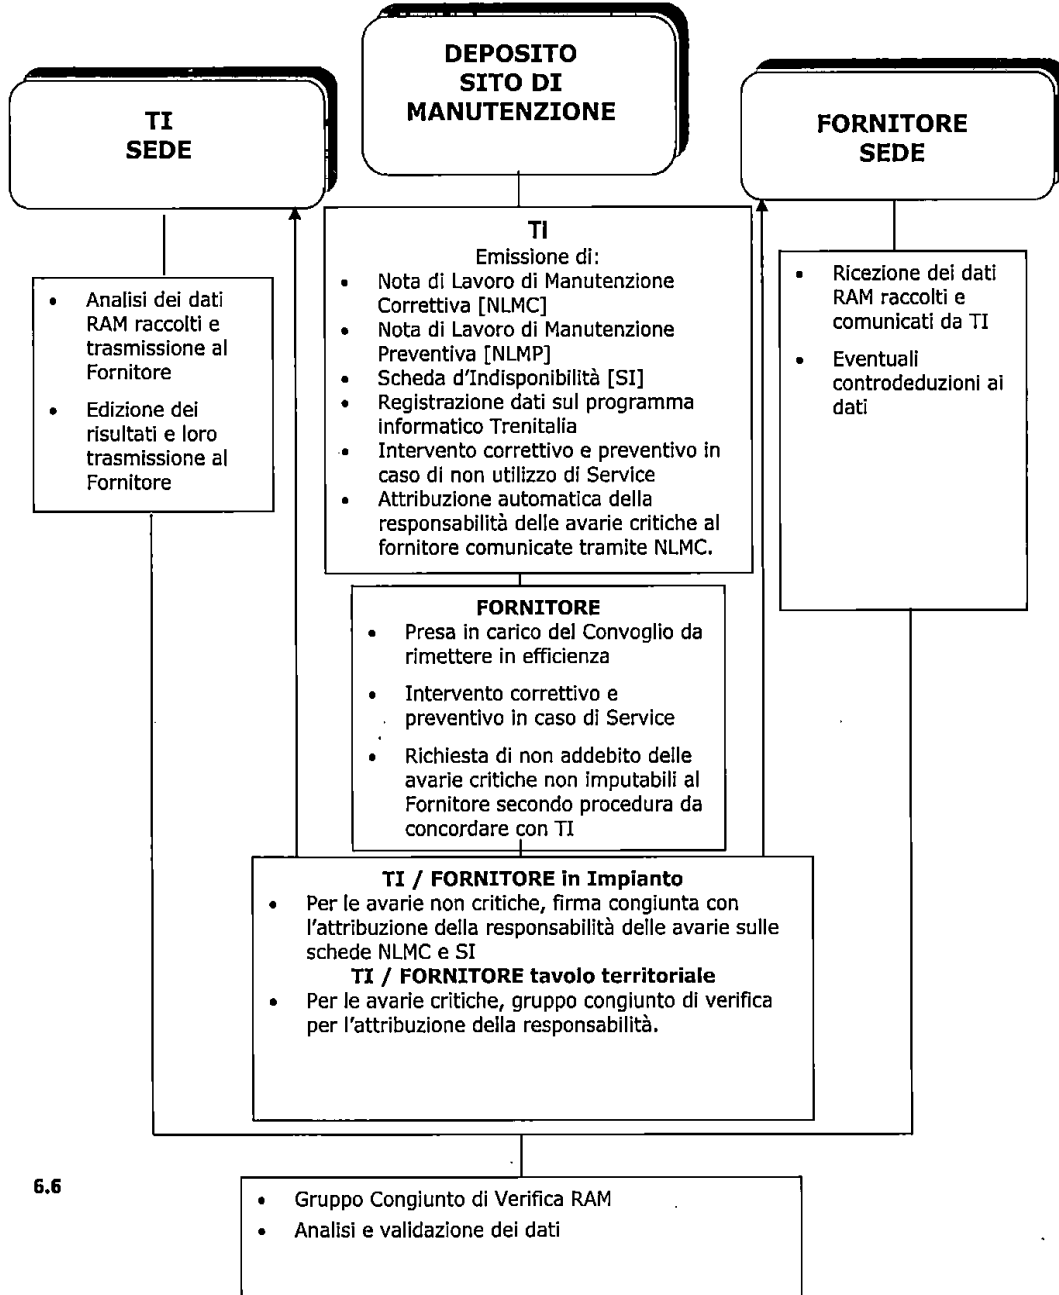 DEPOSITO
SITO DI
MANUTENZIONE
TI
SEDE
FORNITORE
SEDE
TI
Emissione di:
• Nota di Lavoro di Manutenzione
Correttiva [NLMC]
• Nota di Lavoro di Manutenzione
Preventiva [NLMP]
• Scheda d'Indisponibilità [SI]
• Registrazione dati sul programma
informatico Trenitalia
• Intervento correttivo e preventivo in
caso di non utilizzo di Service
• Attribuzione automatica della
responsabilità delle avarie critiche al
fornitore comunicate tramite NLMC.
• Analisi dei dati
RAM raccolti e
trasmissione al
Fornitore
• Edizione dei
risultati e loro
trasmissione al
Fornitore
• Ricezione dei dati
RAM raccolti e
comunicati da TI
• Eventuali
controdeduzioni ai
dati
FORNITORE
• Presa in carico del Convoglio da
rimettere in efficienza
• Intervento correttivo e
preventivo in caso di Service
• Richiesta di non addebito delle
avarie critiche non imputabili al
Fornitore secondo procedura da
concordare con TI
TI / FORNITORE in Impianto
• Per le avarie non critiche, firma congiunta con
l'attribuzione della responsabilità delle avarie sulle
schede NLMC e SI
TI / FORNITORE tavolo territoriale
• Per le avarie critiche, gruppo congiunto di verifica
per l'attribuzione della responsabilità.
6.6
• Gruppo Congiunto di Verifica RAM
• Analisi e validazione dei dati